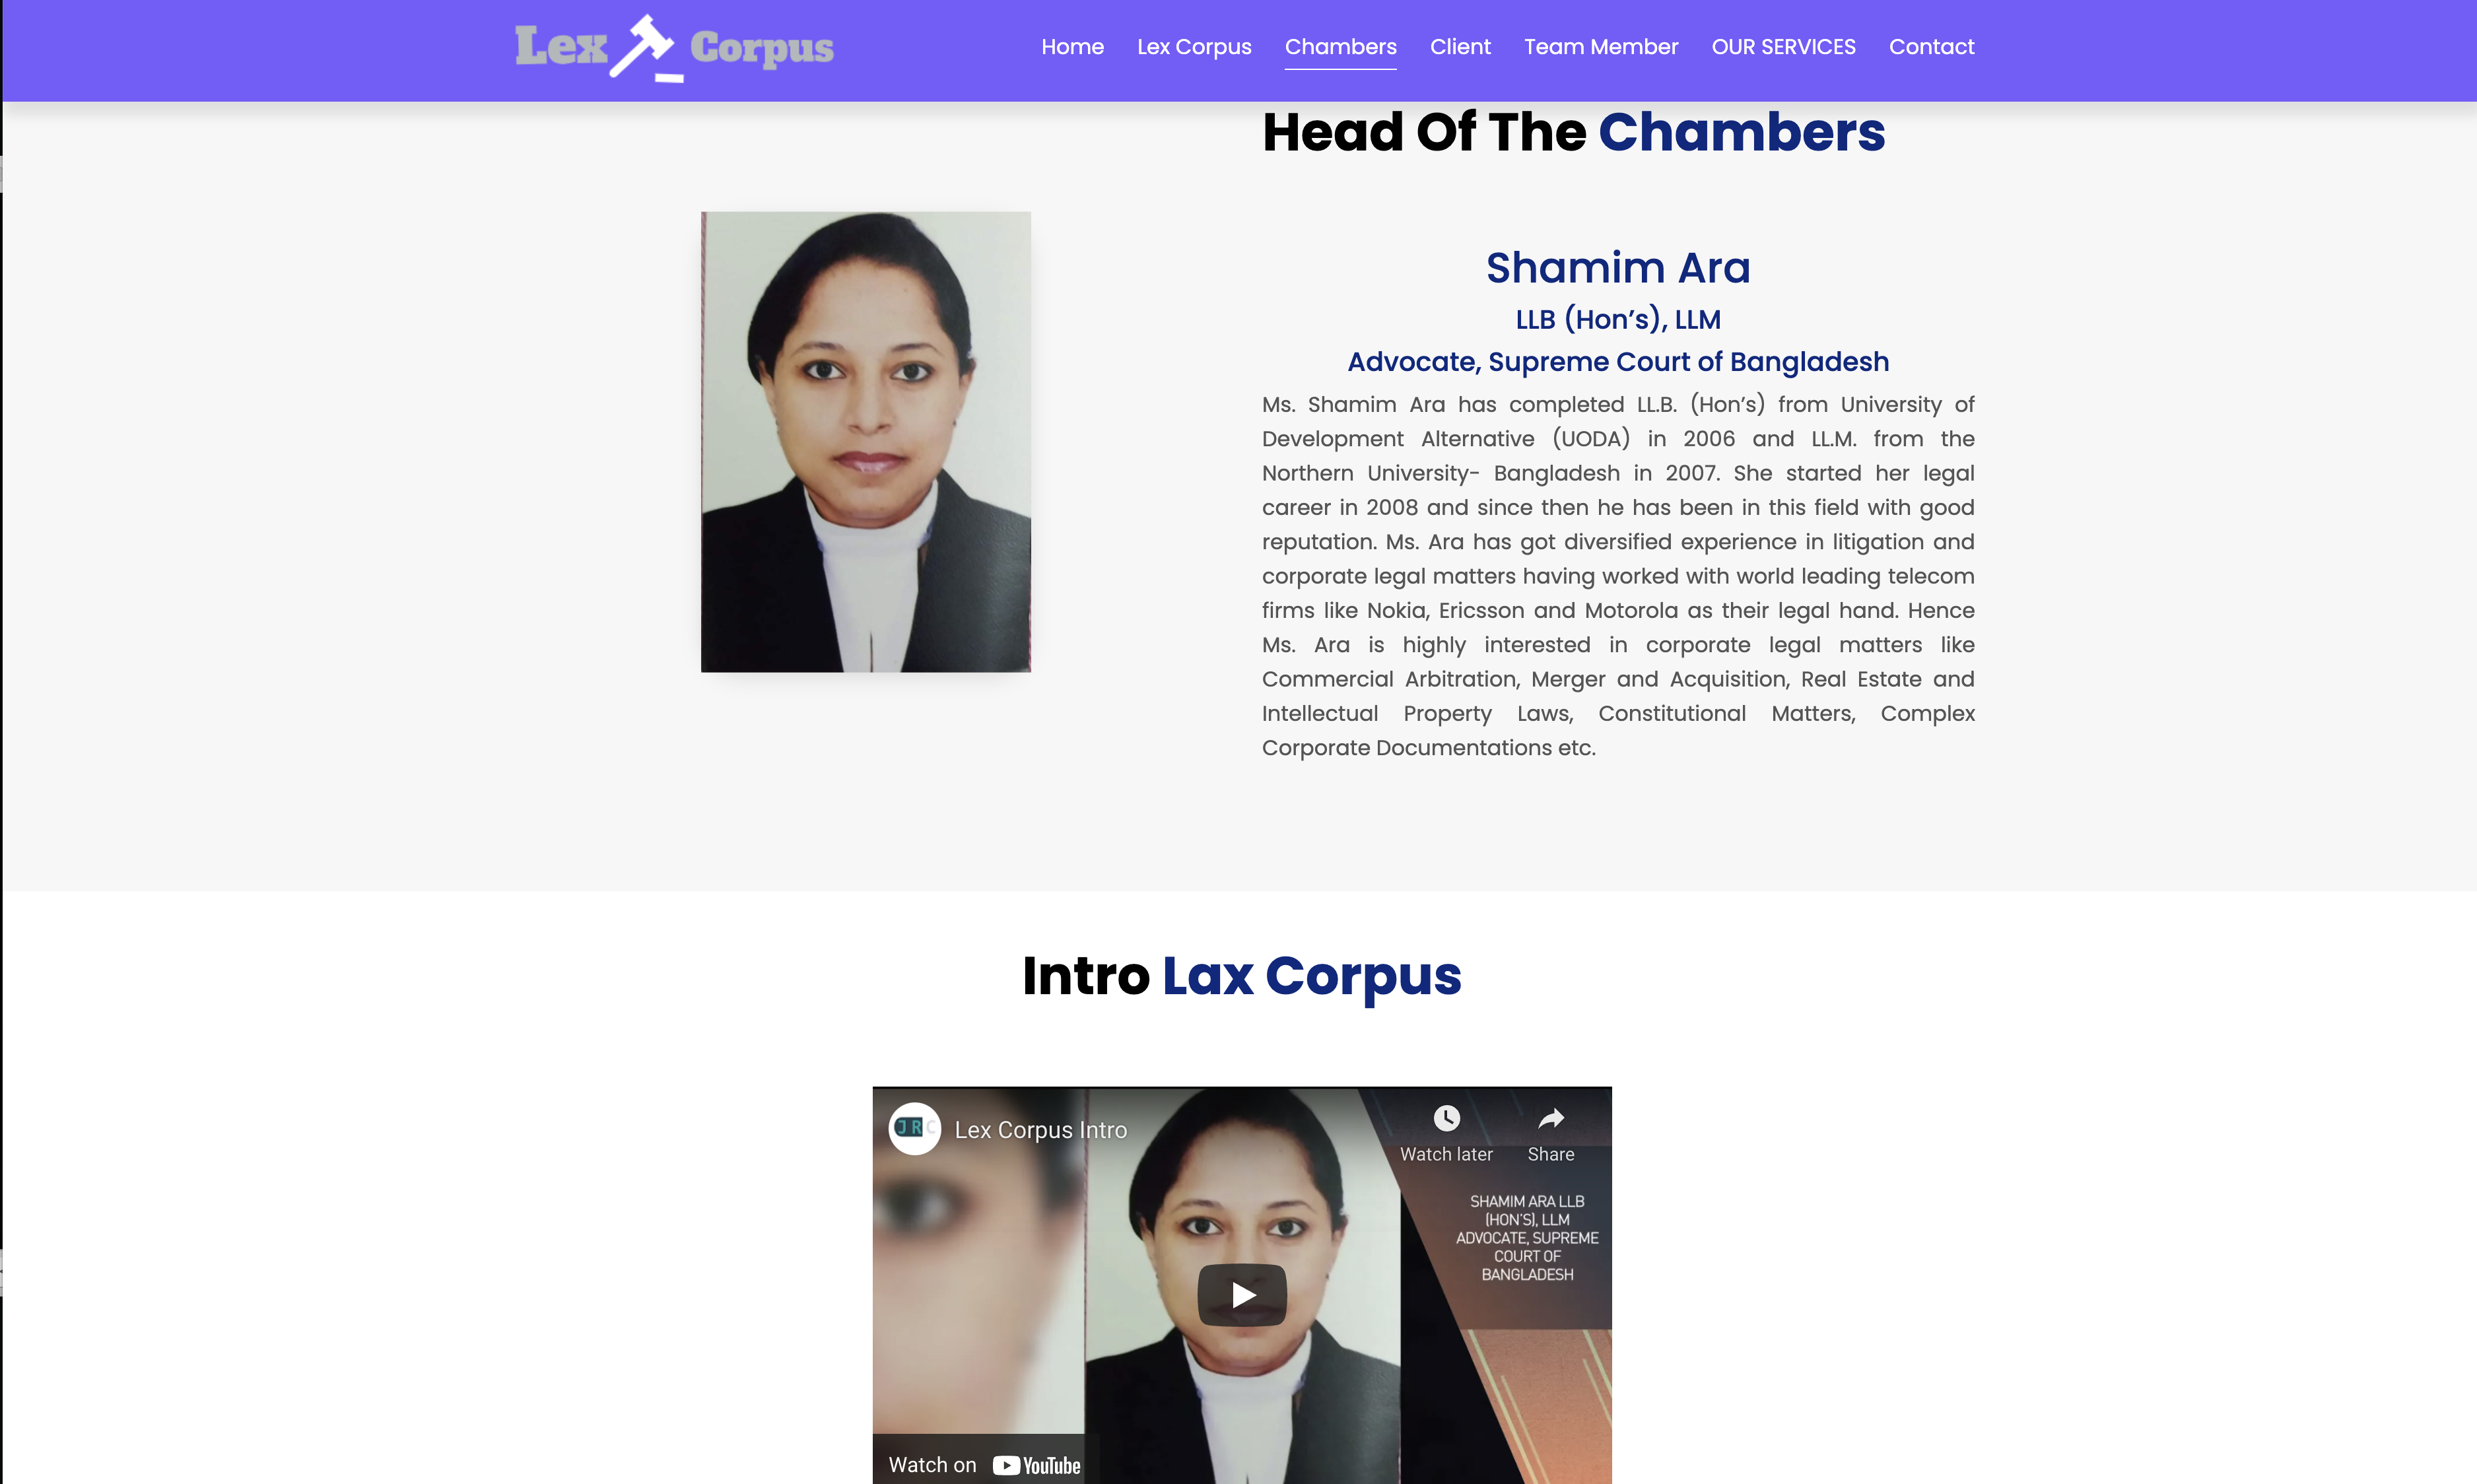 Lex Corpus
Home Lex Corpus Chambers Client Team Member OUR SERVICES Contact
Head Of The Chambers
Shamim Ara
LLB (Hon’s), LLM
Advocate, Supreme Court of Bangladesh
Ms. Shamim Ara has completed LL.B. (Hon’s) from University of
Development Alternative (UODA) in 2006 and LL.M. from the
Northern University- Bangladesh in 2007. She started her legal
career in 2008 and since then he has been in this field with good
reputation. Ms. Ara has got diversified experience in litigation and
corporate legal matters having worked with world leading telecom
firms like Nokia, Ericsson and Motorola as their legal hand. Hence
Ms. Ara is highly interested in corporate legal matters like
Commercial Arbitration, Merger and Acquisition, Real Estate and
Intellectual Property Laws, Constitutional Matters, Complex
Corporate Documentations etc.
Intro Lax Corpus
JRC
Lex Corpus Intro
Watch later Share
SHAMIM ARA LLB
(HON'S), LLM
ADVOCATE, SUPREME
COURT OF
BANGLADESH
Watch on YouTube